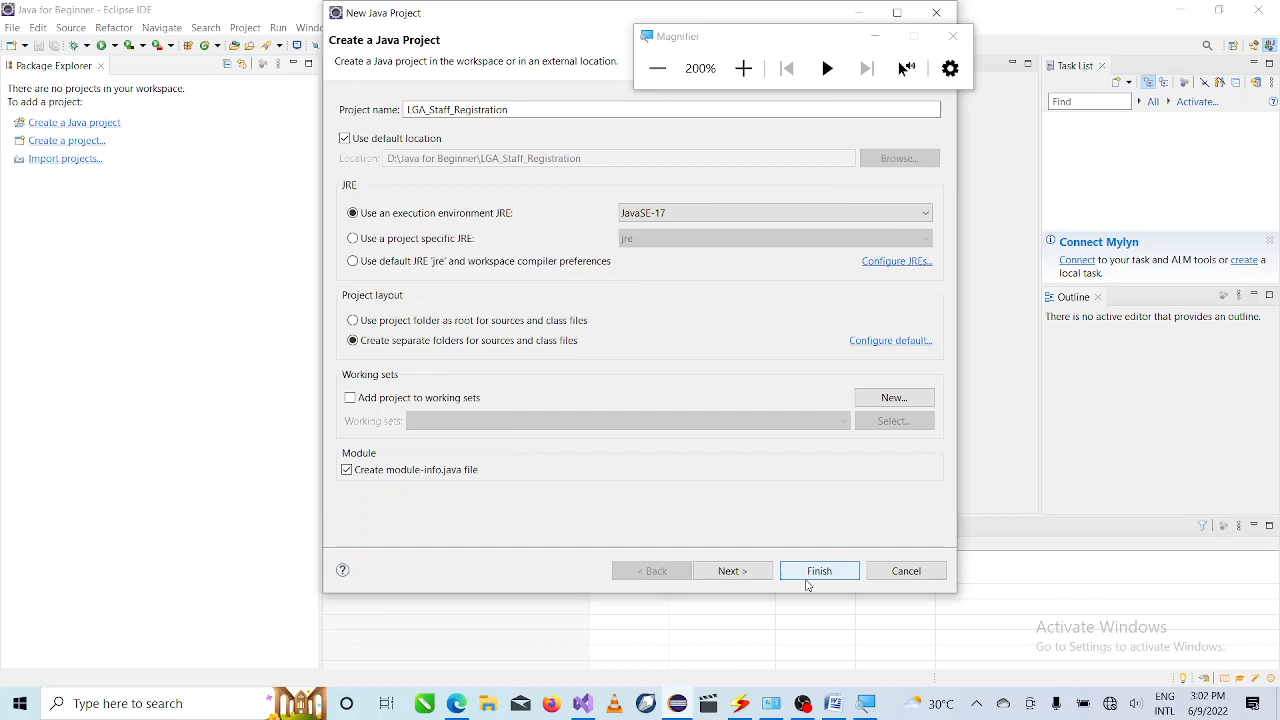 Java for Beginner - Eclipse IDE
File Edit Source Refactor Navigate Search Project Run
Package Explorer
There are no projects in your workspace.
To add a project:
Create a Java project
Create a project...
Import projects...
New Java Project
Create a Java Project
Create a Java project in the workspace or in an external location.
Magnifier
200%
Project name: LGA_Staff_Registration
Use default location
Location: D:\Java for Beginner\LGA_Staff_Registration Browse...
JRE
Use an execution environment JRE: JavaSE-17
Use a project specific JRE: jre
Use default JRE 'jre' and workspace compiler preferences Configure JREs...
Project layout
Use project folder as root for sources and class files
Create separate folders for sources and class files Configure default...
Working sets
Add project to working sets New...
Working sets: Select...
Module
Create module-info.java file
< Back Next > Finish Cancel
Task List
Find All Activate...
Connect Mylyn
Connect to your task and ALM tools or create a
local task.
Outline
There is no active editor that provides an outline.
Activate Windows
Go to Settings to activate Windows.
Type here to search
30°C
ENG
INTL
3:02 PM
6/9/2022